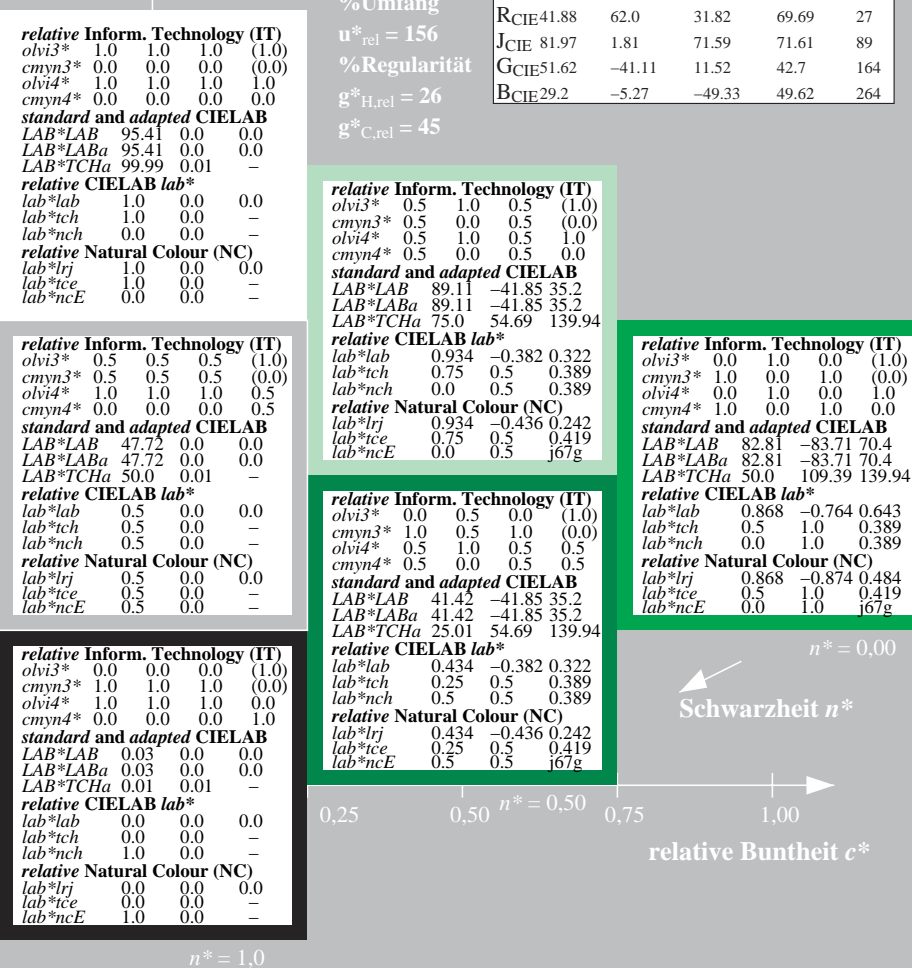 %Umfang
u*rel = 156
%Regularität
g*H,rel = 26
g*C,rel = 45
RCIE 41.88 62.0 31.82 69.69 27
JCIE 81.97 1.81 71.59 71.61 89
GCIE 51.62 −41.11 11.52 42.7 164
BCIE 29.2 −5.27 −49.33 49.62 264
relative Inform. Technology (IT)
olvi3* 1.0 1.0 1.0 (1.0)
cmyn3* 0.0 0.0 0.0 (0.0)
olvi4* 1.0 1.0 1.0 1.0
cmyn4* 0.0 0.0 0.0 0.0
standard and adapted CIELAB
LAB*LAB 95.41 0.0 0.0
LAB*LABa 95.41 0.0 0.0
LAB*TCHa 99.99 0.01 –
relative CIELAB lab*
lab*lab 1.0 0.0 0.0
lab*tch 1.0 0.0 –
lab*nch 0.0 0.0 –
relative Natural Colour (NC)
lab*lrj 1.0 0.0 0.0
lab*tce 1.0 0.0 –
lab*ncE 0.0 0.0 –
relative Inform. Technology (IT)
olvi3* 0.5 1.0 0.5 (1.0)
cmyn3* 0.5 0.0 0.5 (0.0)
olvi4* 0.5 1.0 0.5 1.0
cmyn4* 0.5 0.0 0.5 0.0
standard and adapted CIELAB
LAB*LAB 89.11 −41.85 35.2
LAB*LABa 89.11 −41.85 35.2
LAB*TCHa 75.0 54.69 139.94
relative CIELAB lab*
lab*lab 0.934 −0.382 0.322
lab*tch 0.75 0.5 0.389
lab*nch 0.0 0.5 0.389
relative Natural Colour (NC)
lab*lrj 0.934 −0.436 0.242
lab*tce 0.75 0.5 0.419
lab*ncE 0.0 0.5 j67g
relative Inform. Technology (IT)
olvi3* 0.5 0.5 0.5 (1.0)
cmyn3* 0.5 0.5 0.5 (0.0)
olvi4* 1.0 1.0 1.0 0.5
cmyn4* 0.0 0.0 0.0 0.5
standard and adapted CIELAB
LAB*LAB 47.72 0.0 0.0
LAB*LABa 47.72 0.0 0.0
LAB*TCHa 50.0 0.01 –
relative CIELAB lab*
lab*lab 0.5 0.0 0.0
lab*tch 0.5 0.0 –
lab*nch 0.5 0.0 –
relative Natural Colour (NC)
lab*lrj 0.5 0.0 0.0
lab*tce 0.5 0.0 –
lab*ncE 0.5 0.0 –
relative Inform. Technology (IT)
olvi3* 0.0 1.0 0.0 (1.0)
cmyn3* 1.0 0.0 1.0 (0.0)
olvi4* 0.0 1.0 0.0 1.0
cmyn4* 1.0 0.0 1.0 0.0
standard and adapted CIELAB
LAB*LAB 82.81 −83.71 70.4
LAB*LABa 82.81 −83.71 70.4
LAB*TCHa 50.0 109.39 139.94
relative CIELAB lab*
lab*lab 0.868 −0.764 0.643
lab*tch 0.5 1.0 0.389
lab*nch 0.0 1.0 0.389
relative Natural Colour (NC)
lab*lrj 0.868 −0.874 0.484
lab*tce 0.5 1.0 0.419
lab*ncE 0.0 1.0 j67g
relative Inform. Technology (IT)
olvi3* 0.0 0.5 0.0 (1.0)
cmyn3* 1.0 0.5 1.0 (0.0)
olvi4* 0.5 1.0 0.5 0.5
cmyn4* 0.5 0.0 0.5 0.5
standard and adapted CIELAB
LAB*LAB 41.42 −41.85 35.2
LAB*LABa 41.42 −41.85 35.2
LAB*TCHa 25.01 54.69 139.94
relative CIELAB lab*
lab*lab 0.434 −0.382 0.322
lab*tch 0.25 0.5 0.389
lab*nch 0.5 0.5 0.389
relative Natural Colour (NC)
lab*lrj 0.434 −0.436 0.242
lab*tce 0.25 0.5 0.419
lab*ncE 0.5 0.5 j67g
relative Inform. Technology (IT)
olvi3* 0.0 0.0 0.0 (1.0)
cmyn3* 1.0 1.0 1.0 (0.0)
olvi4* 1.0 1.0 1.0 0.0
cmyn4* 0.0 0.0 0.0 1.0
standard and adapted CIELAB
LAB*LAB 0.03 0.0 0.0
LAB*LABa 0.03 0.0 0.0
LAB*TCHa 0.01 0.01 –
relative CIELAB lab*
lab*lab 0.0 0.0 0.0
lab*tch 0.0 0.0 –
lab*nch 1.0 0.0 –
relative Natural Colour (NC)
lab*lrj 0.0 0.0 0.0
lab*tce 0.0 0.0 –
lab*ncE 1.0 0.0 –
n* = 0,00
Schwarzheit n*
0,25 0,50 n* = 0,50 0,75 1,00
relative Buntheit c*
n* = 1,0